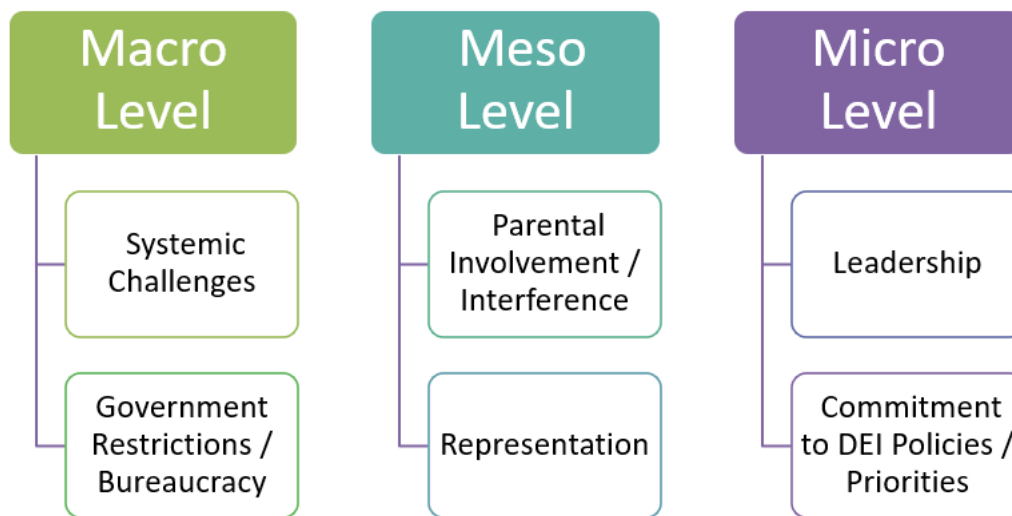 Macro
Level
Systemic
Challenges
Government
Restrictions /
Bureaucracy
Meso
Level
Parental
Involvement /
Interference
Representation
Micro
Level
Leadership
Commitment
to DEI Policies /
Priorities